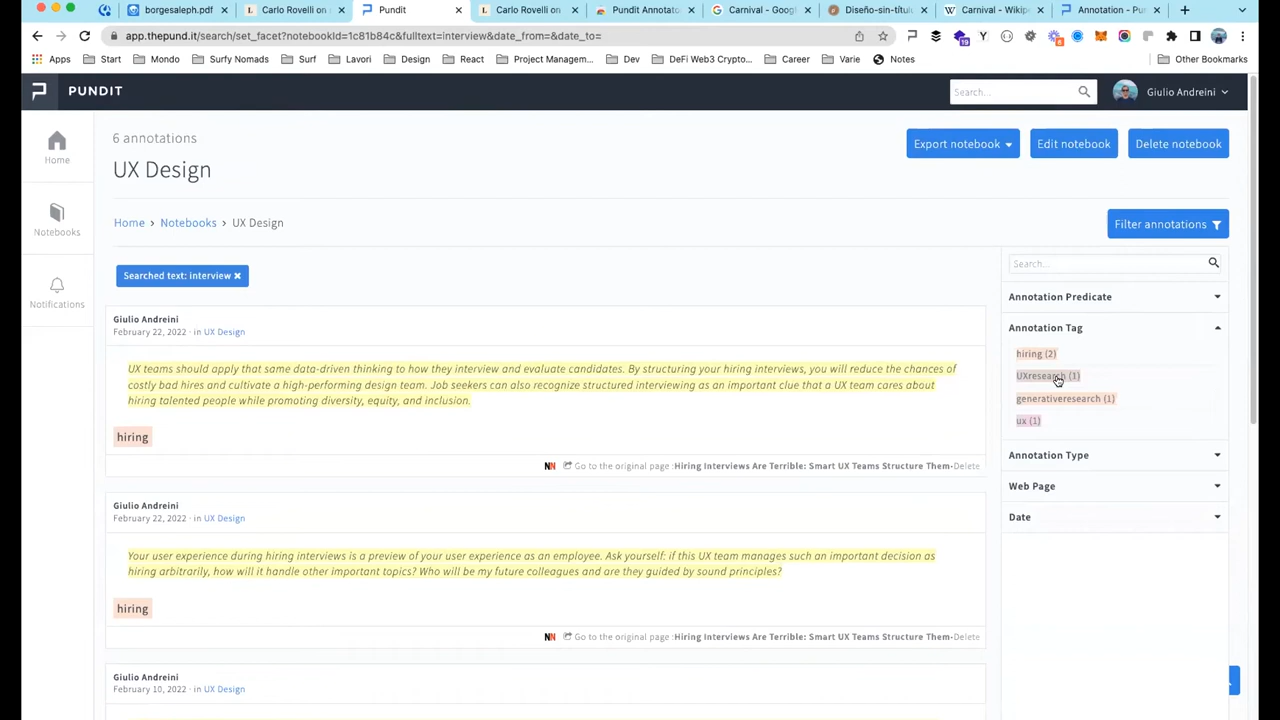 borgesaleph.pdf
Carlo Rovelli on
Pundit
Carlo Rovelli on
Pundit Annotato
Carnival - Goog
Diseño-sin-títul
Carnival - Wikip
Annotation - Pun
app.thepund.it/search/set_facet?notebookId=1c81b84c&fulltext=interview&date_from=&date_to=
Apps
Start
Mondo
Surfy Nomads
Surf
Lavori
Design
React
Project Managem...
Dev
DeFi Web3 Crypto...
Career
Varie
Notes
Other Bookmarks
PUNDIT
Search...
Giulio Andreini
Home
Notebooks
Notifications
6 annotations
UX Design
Export notebook
Edit notebook
Delete notebook
Home › Notebooks › UX Design
Filter annotations
Searched text: interview ×
Giulio Andreini
February 22, 2022 · in UX Design
UX teams should apply that same data-driven thinking to how they interview and evaluate candidates. By structuring your hiring interviews, you will reduce the chances of
costly bad hires and cultivate a high-performing design team. Job seekers can also recognize structured interviewing as an important clue that a UX team cares about
hiring talented people while promoting diversity, equity, and inclusion.
hiring
NN Go to the original page :Hiring Interviews Are Terrible: Smart UX Teams Structure Them-Delete
Giulio Andreini
February 22, 2022 · in UX Design
Your user experience during hiring interviews is a preview of your user experience as an employee. Ask yourself: if this UX team manages such an important decision as
hiring arbitrarily, how will it handle other important topics? Who will be my future colleagues and are they guided by sound principles?
hiring
NN Go to the original page :Hiring Interviews Are Terrible: Smart UX Teams Structure Them-Delete
Giulio Andreini
February 10, 2022 · in UX Design
Search...
Annotation Predicate
Annotation Tag
hiring (2)
UXresearch (1)
generativeresearch (1)
ux (1)
Annotation Type
Web Page
Date